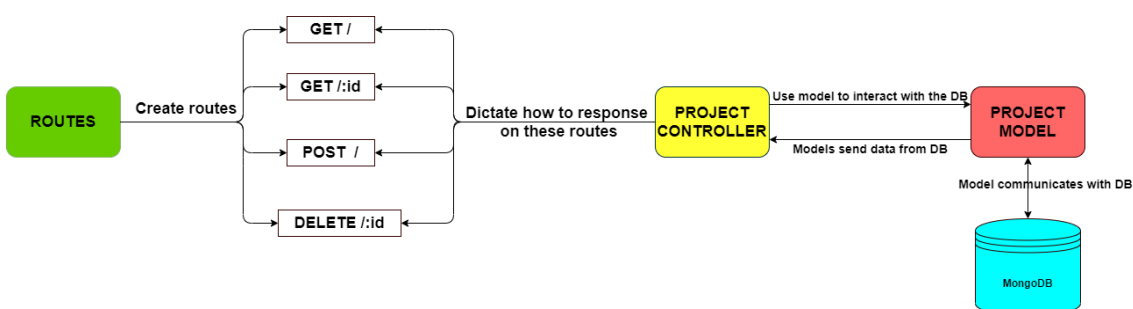 ROUTES
Create routes
GET /
GET /:id
POST /
DELETE /:id
Dictate how to response
on these routes
PROJECT
CONTROLLER
Use model to interact with the DB
Models send data from DB
PROJECT
MODEL
Model communicates with DB
MongoDB